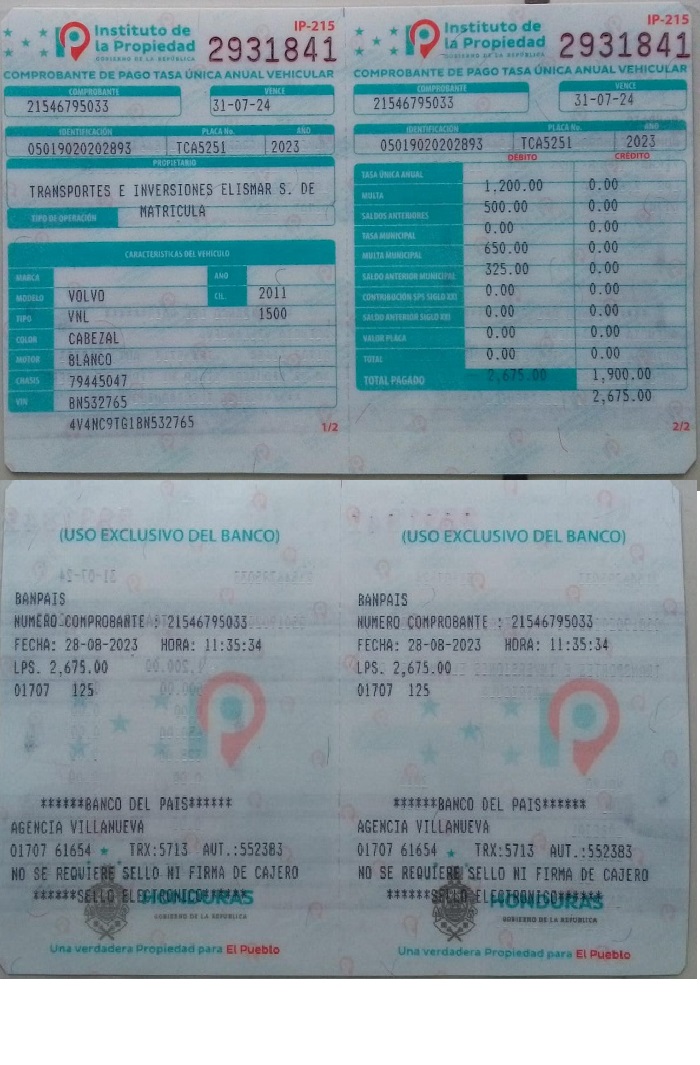 IP-215
Instituto de
la Propiedad
GOBIERNO DE LA REPÚBLICA
2931841
COMPROBANTE DE PAGO TASA ÚNICA ANUAL VEHICULAR
COMPROBANTE VENCE
21546795033 31-07-24
IDENTIFICACIÓN PLACA No. AÑO
05019020202893 TCA5251 2023
PROPIETARIO
TRANSPORTES E INVERSIONES ELISMAR S. DE
TIPO DE OPERACIÓN MATRICULA
CARACTERISTICAS DEL VEHÍCULO
MARCA AÑO
MODELO VOLVO CIL. 2011
TIPO VNL 1500
COLOR CABEZAL
MOTOR BLANCO
CHASIS 79445047
VIN BN532765
4V4NC9TG1BN532765
1/2
IP-215
Instituto de
la Propiedad
GOBIERNO DE LA REPÚBLICA
2931841
COMPROBANTE DE PAGO TASA ÚNICA ANUAL VEHICULAR
COMPROBANTE VENCE
21546795033 31-07-24
IDENTIFICACIÓN PLACA No. AÑO
05019020202893 TCA5251 2023
DÉBITO CRÉDITO
TASA ÚNICA ANUAL
1,200.00 0.00
MULTA
500.00 0.00
SALDOS ANTERIORES
0.00 0.00
TASA MUNICIPAL
650.00 0.00
MULTA MUNICIPAL
325.00 0.00
SALDO ANTERIOR MUNICIPAL
0.00 0.00
CONTRIBUCIÓN SPS SIGLO XXI
0.00 0.00
SALDO ANTERIOR SIGLO XXI
0.00 0.00
VALOR PLACA
0.00 0.00
TOTAL
TOTAL PAGADO 2,675.00 1,900.00
2,675.00
2/2
(USO EXCLUSIVO DEL BANCO)
BANPAIS
NUMERO COMPROBANTE : 21546795033
FECHA: 28-08-2023 HORA: 11:35:34
LPS. 2,675.00
01707 125
******BANCO DEL PAIS******
AGENCIA VILLANUEVA
01707 61654 TRX:5713 AUT.:552383
NO SE REQUIERE SELLO NI FIRMA DE CAJERO
******SELLO ELECTRONICO******
HONDURAS
GOBIERNO DE LA REPÚBLICA
Una verdadera Propiedad para El Pueblo
(USO EXCLUSIVO DEL BANCO)
BANPAIS
NUMERO COMPROBANTE : 21546795033
FECHA: 28-08-2023 HORA: 11:35:34
LPS. 2,675.00
01707 125
******BANCO DEL PAIS******
AGENCIA VILLANUEVA
01707 61654 TRX:5713 AUT.:552383
NO SE REQUIERE SELLO NI FIRMA DE CAJERO
******SELLO ELECTRONICO******
HONDURAS
GOBIERNO DE LA REPÚBLICA
Una verdadera Propiedad para El Pueblo